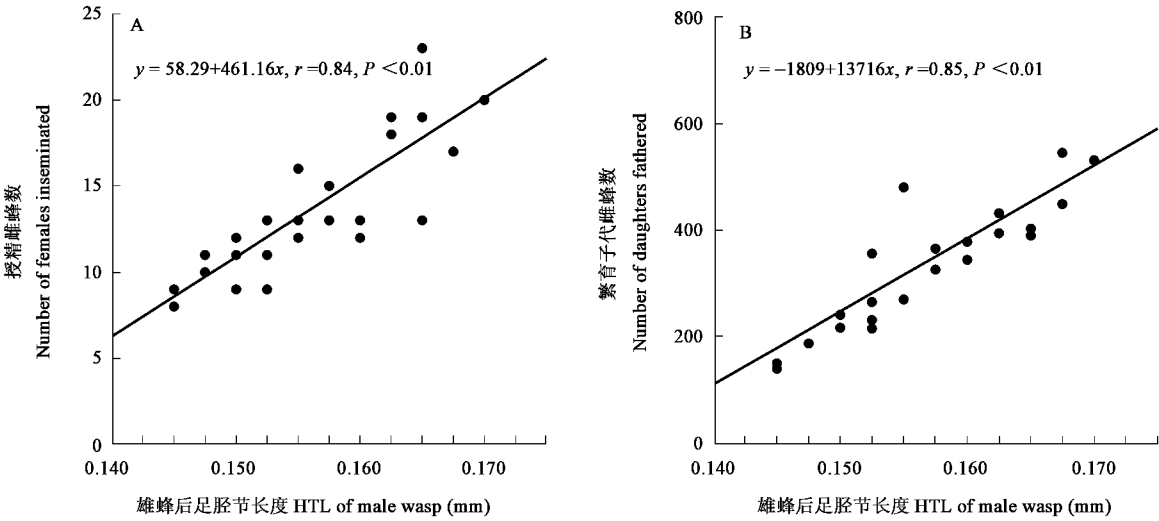 A
y = 58.29+461.16x, r =0.84, P <0.01
25
20
15
10
5
0
0.140
0.150
0.160
0.170
授精雌蜂数
Number of females inseminated
雄蜂后足胫节长度 HTL of male wasp (mm)
B
y = −1809+13716x, r =0.85, P <0.01
800
600
400
200
0
0.140
0.150
0.160
0.170
繁育子代雌蜂数
Number of daughters fathered
雄蜂后足胫节长度 HTL of male wasp (mm)